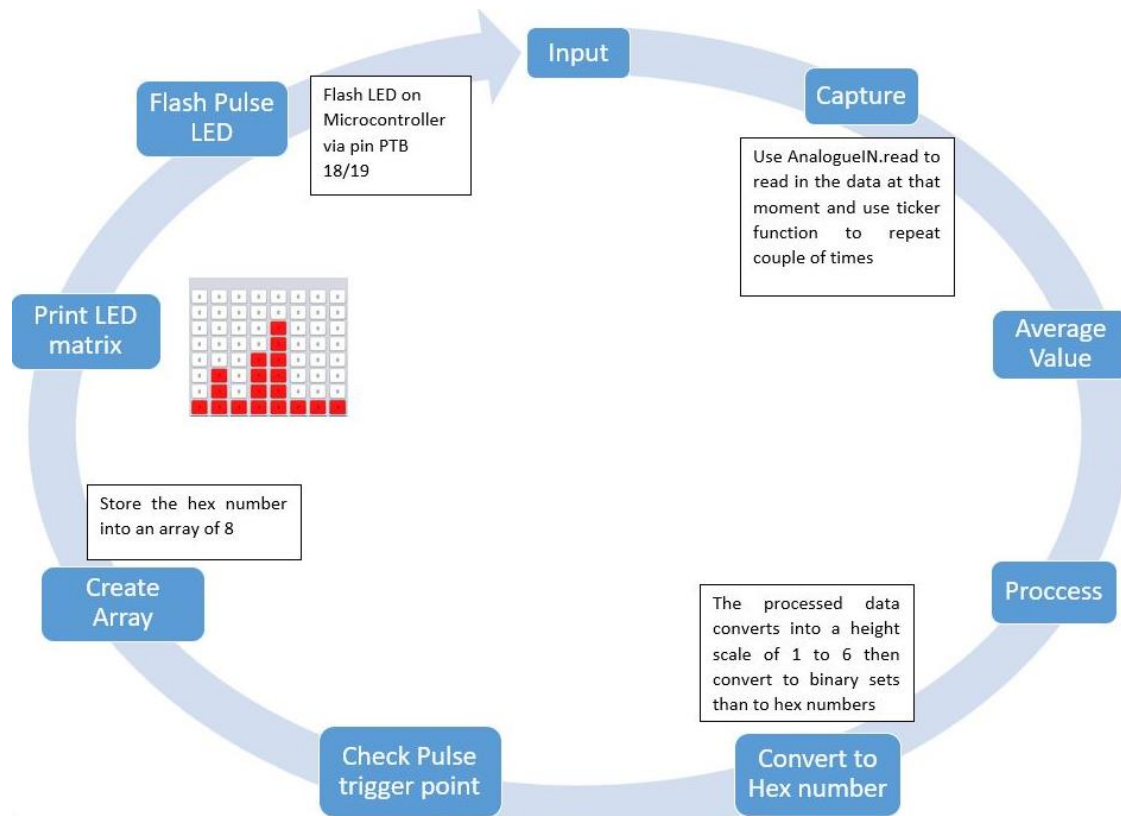 Input
Capture
Use AnalogueIN.read to
read in the data at that
moment and use ticker
function to repeat
couple of times
Average
Value
Proccess
The processed data
converts into a height
scale of 1 to 6 then
convert to binary sets
than to hex numbers
Convert to
Hex number
Check Pulse
trigger point
Create
Array
Store the hex number
into an array of 8
Print LED
matrix
Flash Pulse
LED
Flash LED on
Microcontroller
via pin PTB
18/19